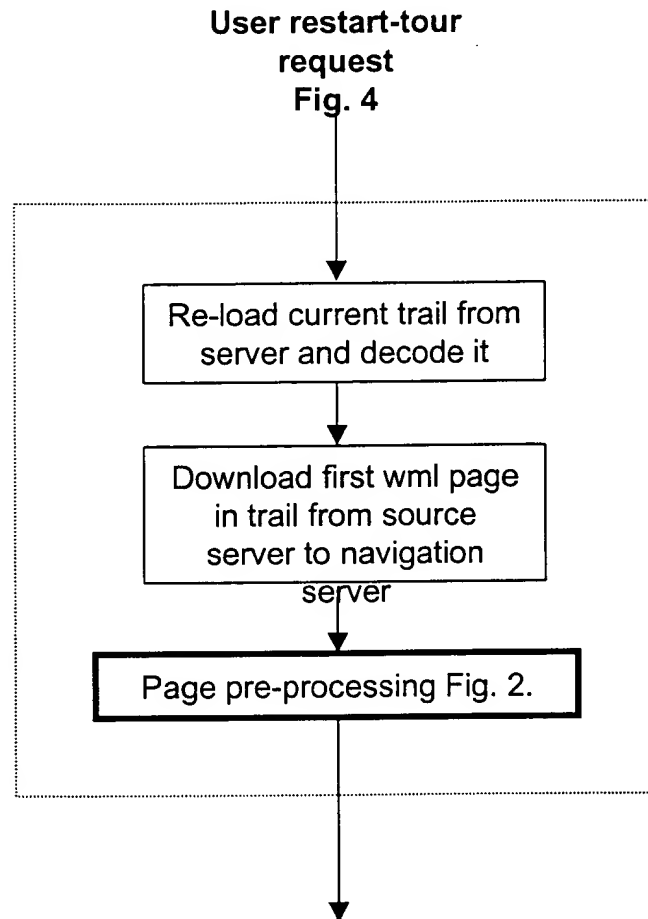 User restart-tour
request
Fig. 4
Re-load current trail from
server and decode it
Download first wml page
in trail from source
server to navigation
server
Page pre-processing Fig. 2.